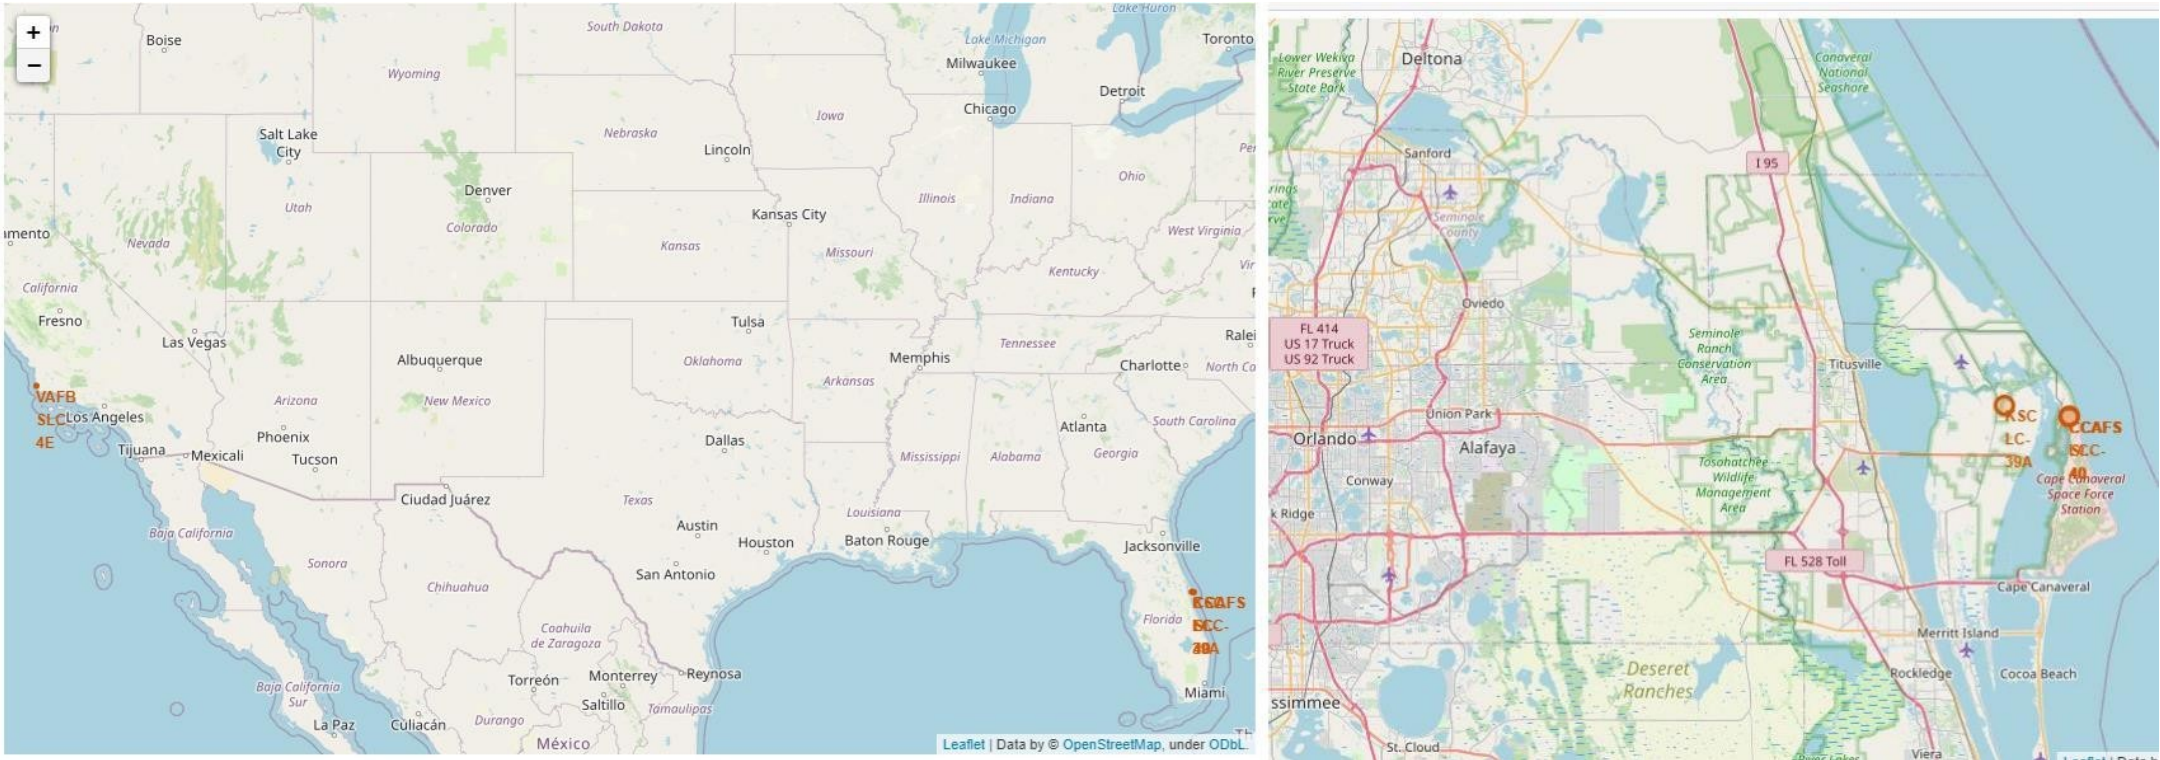 +
−
Boise
South Dakota
Lake Huron
Lake Michigan
Toronto
Milwaukee
Wyoming
Detroit
Chicago
Iowa
Salt Lake
City
Nebraska
Lincoln
Ohio
Denver
Utah
Illinois
Indiana
Kansas City
Colorado
West Virginia
Nevada
Kansas
Missouri
Kentucky
California
Fresno
Tulsa
Las Vegas
Tennessee
Albuquerque
Oklahoma
Memphis
Charlotte
North Ca
Arkansas
VAFB
SLC-
4E
Los Angeles
Arizona
New Mexico
South Carolina
Phoenix
Atlanta
Tijuana
Mexicali
Tucson
Dallas
Mississippi
Alabama
Georgia
Ciudad Juárez
Texas
Louisiana
Austin
Baja California
Houston
Baton Rouge
Jacksonville
Sonora
San Antonio
Chihuahua
Florida
Coahuila
de Zaragoza
Torreón
Monterrey
Reynosa
Baja California
Sur
Saltillo
Miami
Tamaulipas
La Paz
Culiacán
Durango
México
Leaflet | Data by © OpenStreetMap, under ODbL.
Lower Wekiva
River Preserve
State Park
Deltona
Canaveral
National
Seashore
Sanford
I 95
Seminole
County
Oviedo
FL 414
US 17 Truck
US 92 Truck
Seminole
Ranch
Conservation
Area
Titusville
Union Park
Orlando
Alafaya
KSC
LC-
39A
CCAFS
SLC-
40
Tosohatchee
Wildlife
Management
Area
Conway
Cape Canaveral
Space Force
Station
k Ridge
FL 528 Toll
Cape Canaveral
Merritt Island
Deseret
Ranches
Rockledge
Cocoa Beach
ssimmee
St. Cloud
Viera